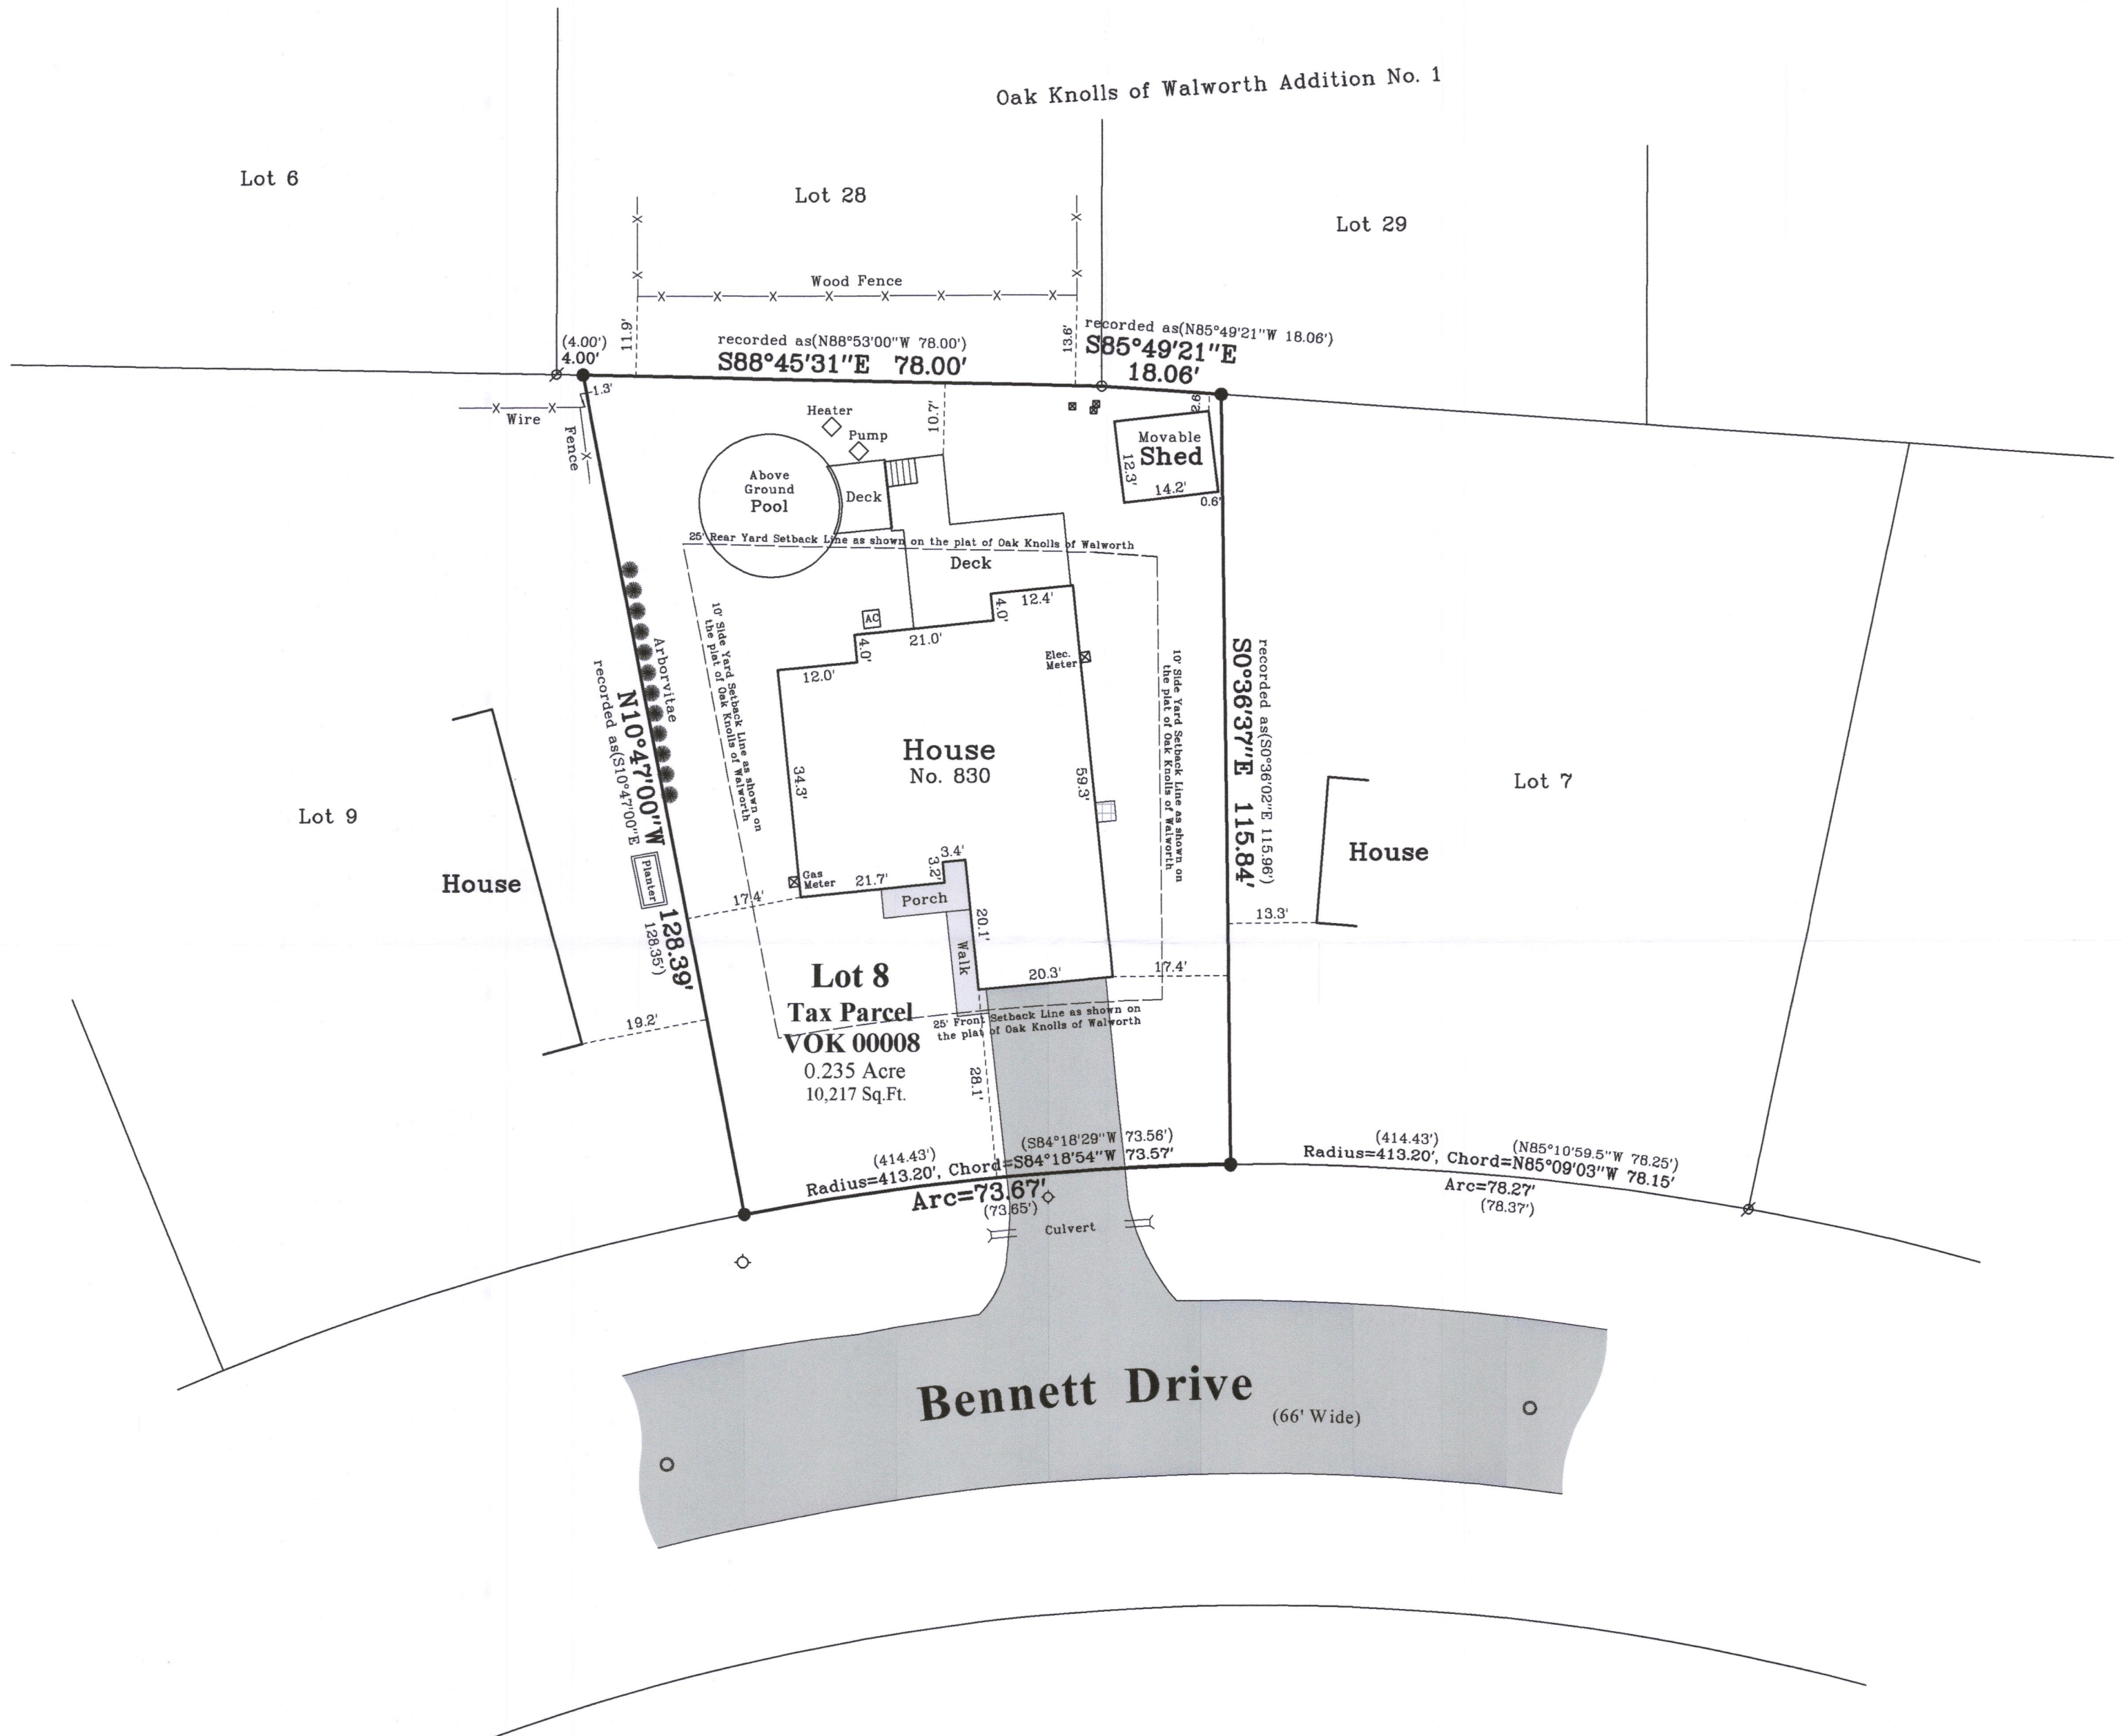 Oak Knolls of Walworth Addition No. 1
Lot 6
Lot 28
Lot 29
Wood Fence
11.9'
13.6'
(4.00')
4.00'
recorded as(N88°53'00"W 78.00')
S88°45'31"E 78.00'
recorded as(N85°49'21"W 18.06')
S85°49'21"E
18.06'
1.3'
Wire
Fence
Heater
Pump
10.7'
2.6'
Movable
Shed
12.3'
14.2'
0.6'
Above
Ground
Pool
Deck
25' Rear Yard Setback Line as shown on the plat of Oak Knolls of Walworth
Deck
AC
12.4'
4.0'
21.0'
4.0'
12.0'
Elec.
Meter
10' Side Yard Setback Line as shown on
the plat of Oak Knolls of Walworth
Arborvitae
N10°47'00"W 128.39'
recorded as(S10°47'00"E 128.35')
Planter
10' Side Yard Setback Line as shown on
the plat of Oak Knolls of Walworth
recorded as(S0°36'02"E 115.96')
S0°36'37"E 115.84'
House
No. 830
34.3'
59.3'
Lot 9
House
Lot 7
House
Gas
Meter
21.7'
3.4'
3.2'
Porch
17.4'
20.1'
Walk
13.3'
20.3'
17.4'
Lot 8
Tax Parcel
VOK 00008
0.235 Acre
10,217 Sq.Ft.
19.2'
25' Front Setback Line as shown on
the plat of Oak Knolls of Walworth
28.1'
(414.43')
(S84°18'29"W 73.56')
Radius=413.20', Chord=S84°18'54"W 73.57'
Arc=73.67'
(73.65')
(414.43')
(N85°10'59.5"W 78.25')
Radius=413.20', Chord=N85°09'03"W 78.15'
Arc=78.27'
(78.37')
Culvert
Bennett Drive
(66' Wide)